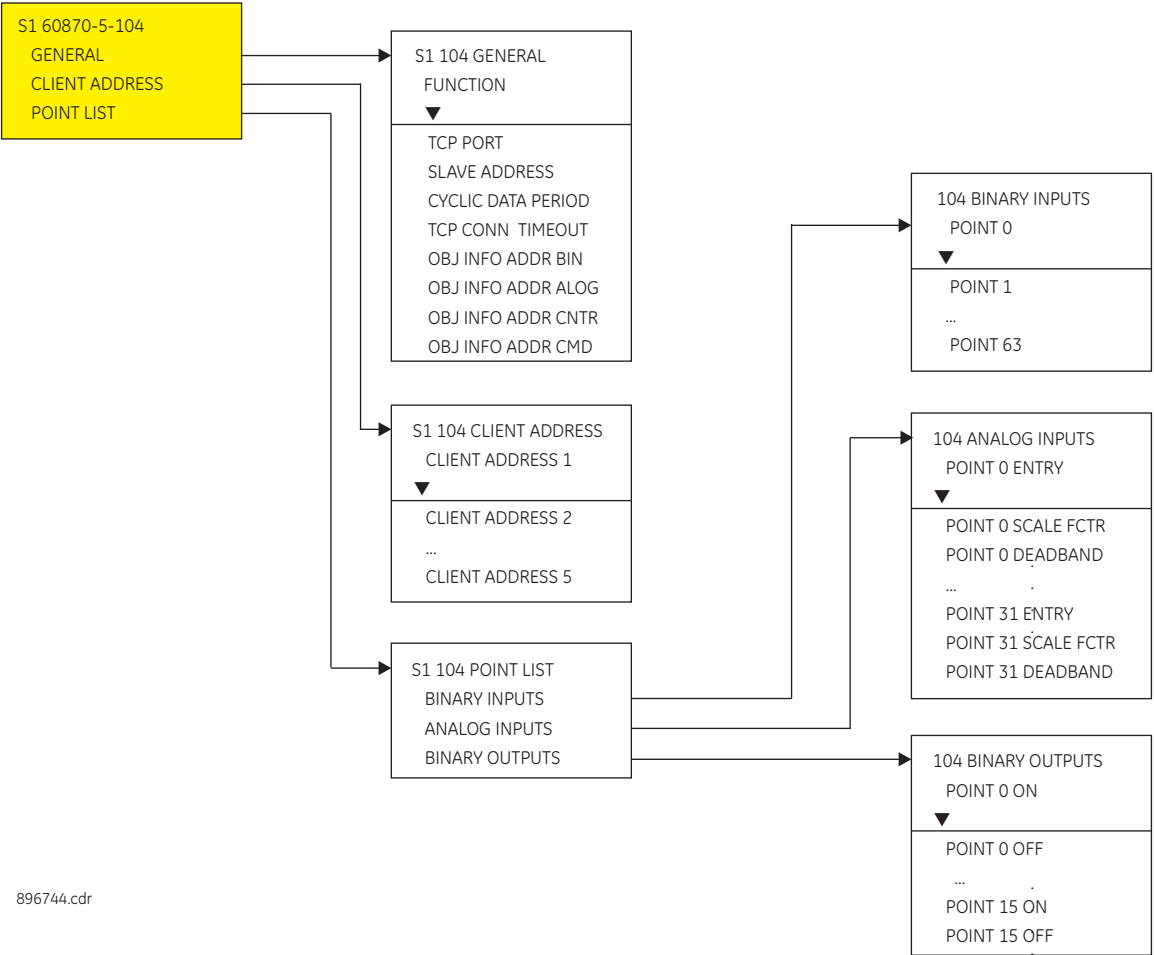 S1 60870-5-104
GENERAL
CLIENT ADDRESS
POINT LIST
S1 104 GENERAL
FUNCTION
TCP PORT
SLAVE ADDRESS
CYCLIC DATA PERIOD
TCP CONN TIMEOUT
OBJ INFO ADDR BIN
OBJ INFO ADDR ALOG
OBJ INFO ADDR CNTR
OBJ INFO ADDR CMD
S1 104 CLIENT ADDRESS
CLIENT ADDRESS 1
CLIENT ADDRESS 2
...
CLIENT ADDRESS 5
S1 104 POINT LIST
BINARY INPUTS
ANALOG INPUTS
BINARY OUTPUTS
104 BINARY INPUTS
POINT 0
POINT 1
...
POINT 63
104 ANALOG INPUTS
POINT 0 ENTRY
POINT 0 SCALE FCTR
POINT 0 DEADBAND
...
POINT 31 ENTRY
POINT 31 SCALE FCTR
POINT 31 DEADBAND
104 BINARY OUTPUTS
POINT 0 ON
POINT 0 OFF
...
POINT 15 ON
POINT 15 OFF
896744.cdr